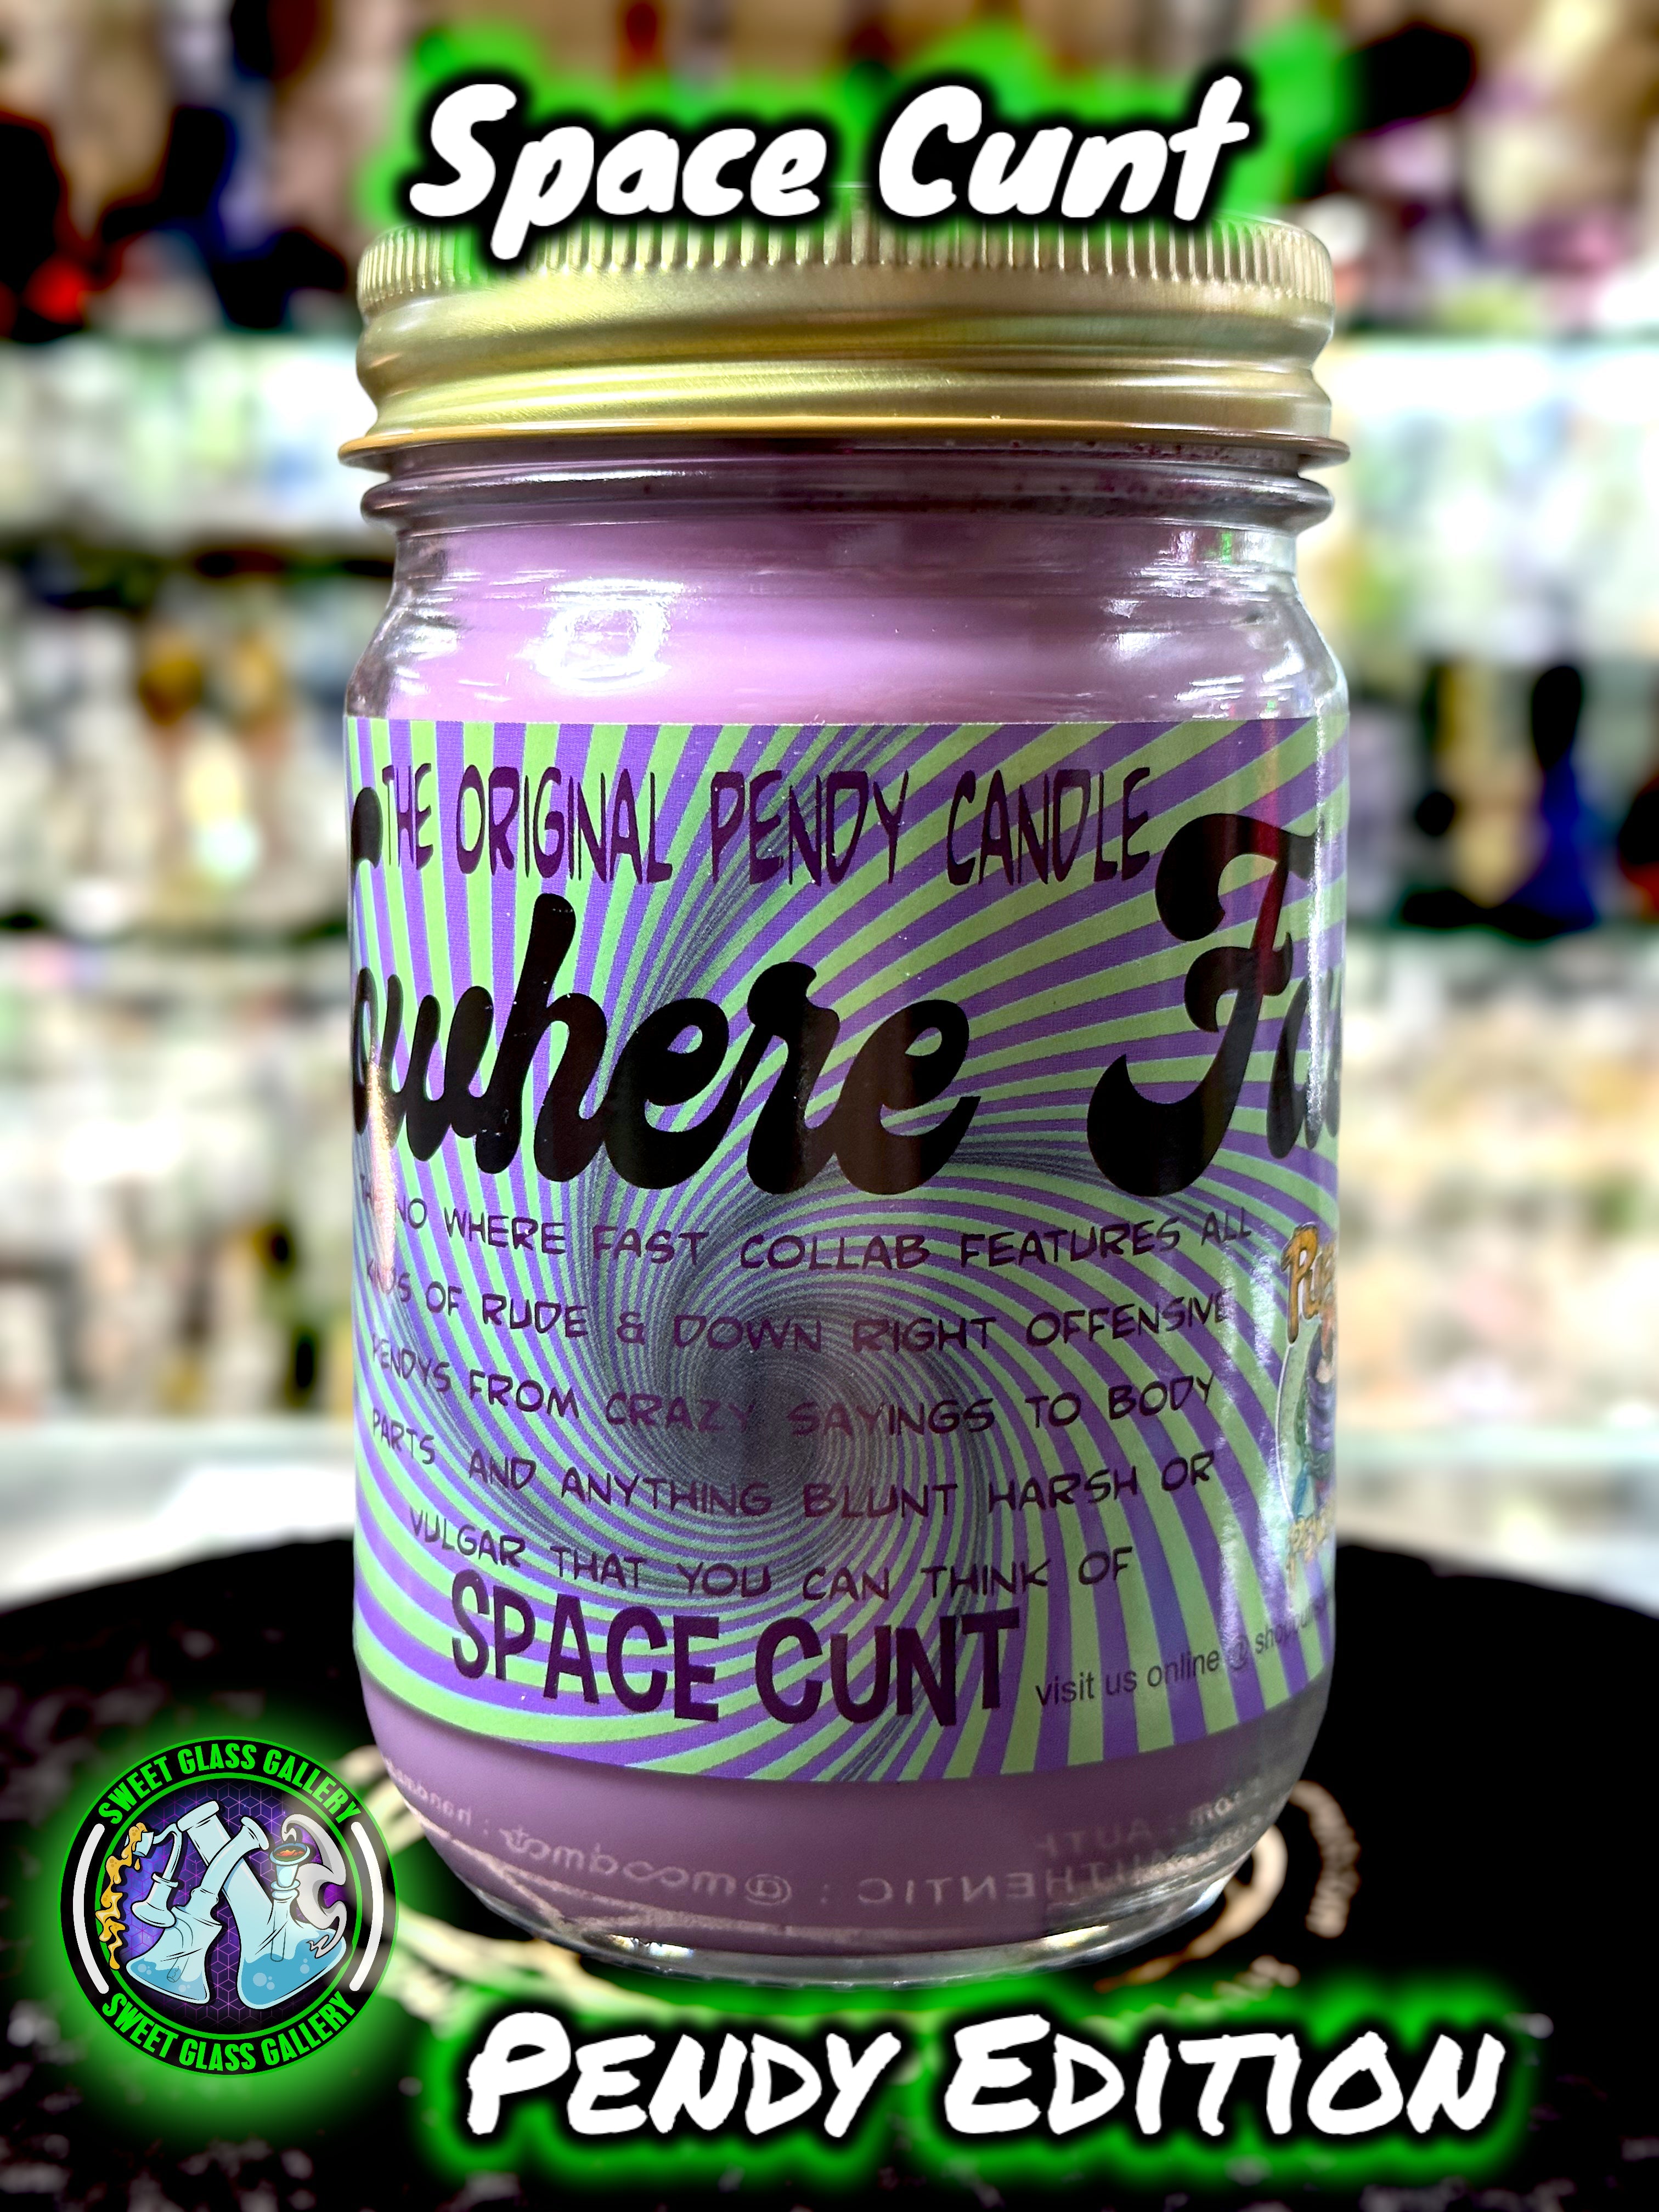 Space Cunt
THE ORIGINAL PENDY CANDLE
where
NO WHERE FAST COLLAB FEATURES ALL
OF RUDE & DOWN RIGHT OFFENSIVE
PENDYS FROM CRAZY SAYINGS TO BODY
PARTS AND ANYTHING BLUNT HARSH OR
VULGAR THAT YOU CAN THINK OF
SPACE CUNT
visit us online @
SWEET GLASS GALLERY
SWEET GLASS GALLERY
PENDY EDITION